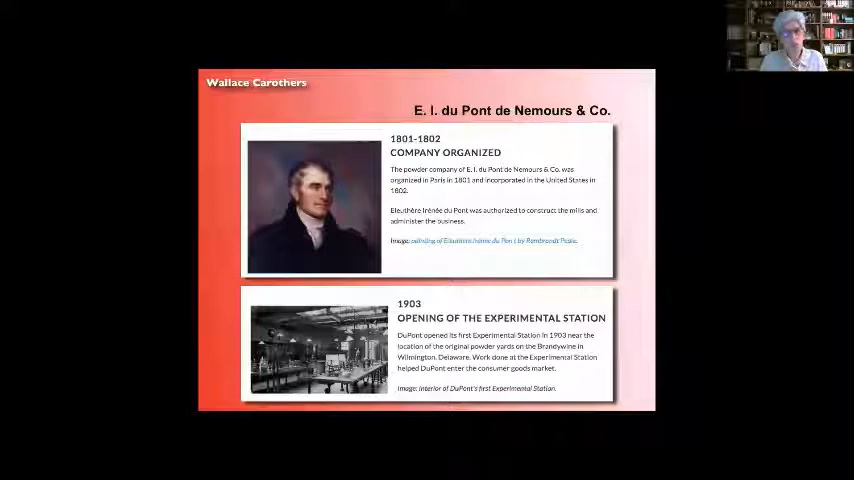 Wallace Carothers
E. I. du Pont de Nemours & Co.
1801-1802
COMPANY ORGANIZED
The powder company of E. I. du Pont de Nemours & Co. was
organized in Paris in 1801 and incorporated in the United States in
1802.
Eleuthère Irénée du Pont was authorized to construct the mills and
administer the business.
Image: painting of Eleuthère Irénée du Pont by Rembrandt Peale.
1903
OPENING OF THE EXPERIMENTAL STATION
DuPont opened its first Experimental Station in 1903 near the
location of the original powder yards on the Brandywine in
Wilmington, Delaware. Work done at the Experimental Station
helped DuPont enter the consumer goods market.
Image: Interior of DuPont's first Experimental Station.